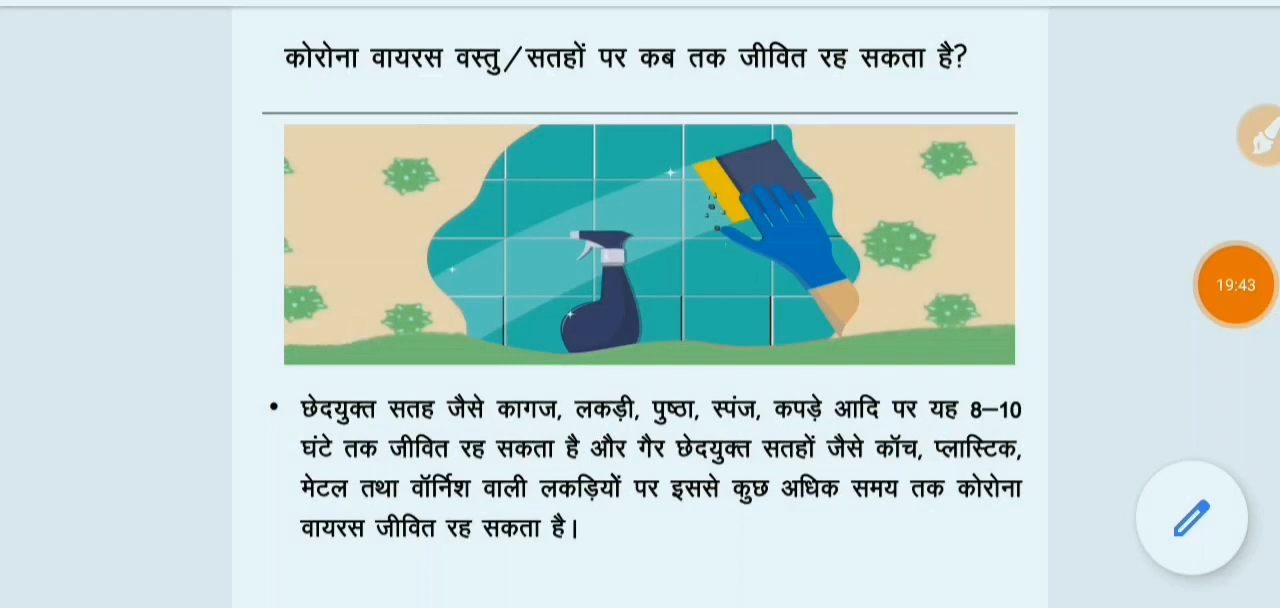 कोरोना वायरस वस्तु/सतहों पर कब तक जीवित रह सकता है?
19:43
• छेदयुक्त सतह जैसे कागज, लकड़ी, पुष्ठा, स्पंज, कपड़े आदि पर यह 8–10
घंटे तक जीवित रह सकता है और गैर छेदयुक्त सतहों जैसे कॉच, प्लास्टिक,
मेटल तथा वॉर्निश वाली लकड़ियों पर इससे कुछ अधिक समय तक कोरोना
वायरस जीवित रह सकता है।